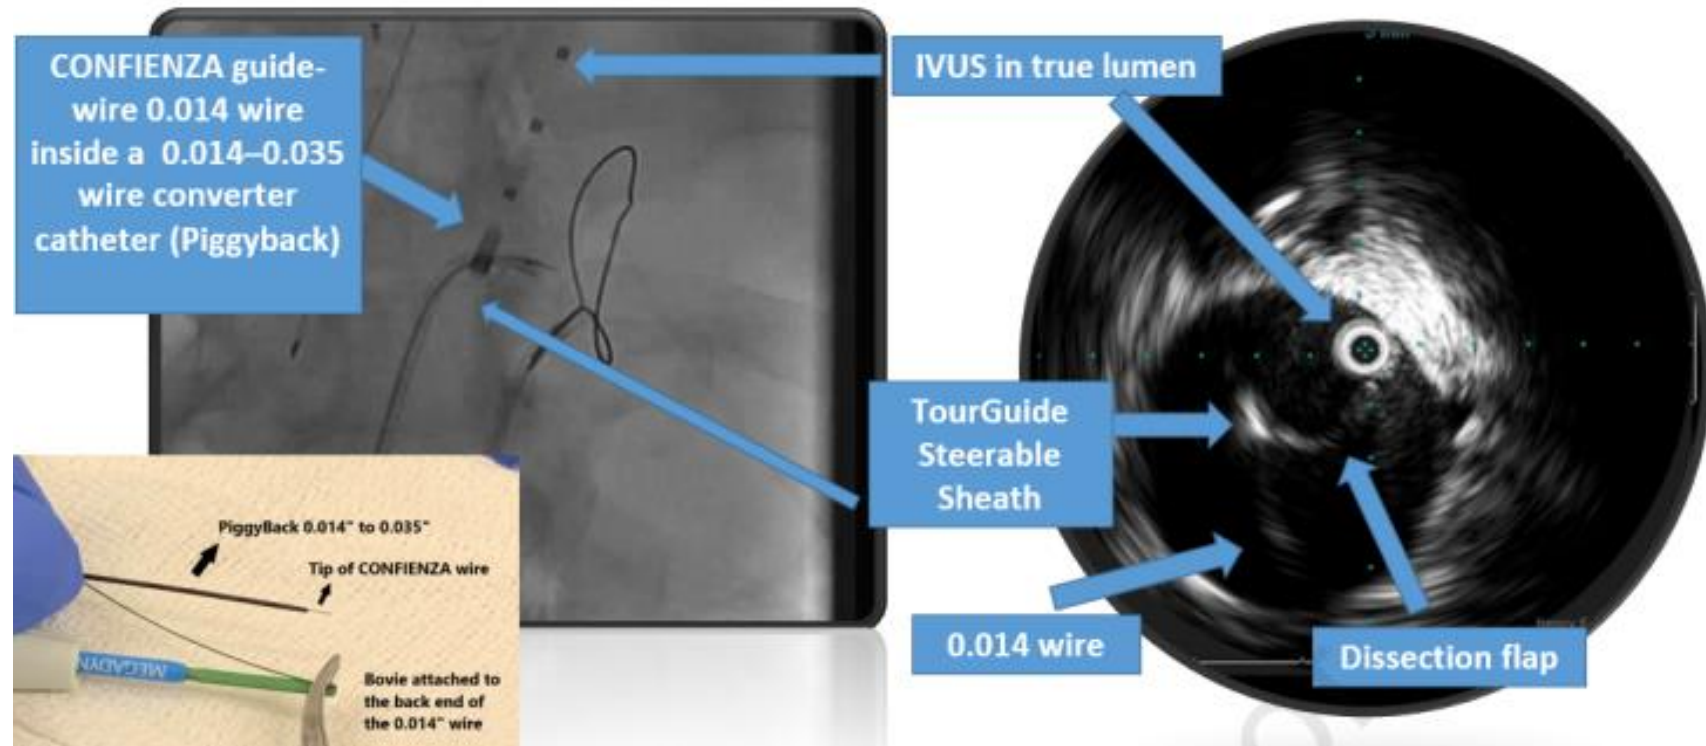 CONFIENZA guide-
wire 0.014 wire
inside a 0.014–0.035
wire converter
catheter (Piggyback)
IVUS in true lumen
TourGuide
Steerable
Sheath
0.014 wire
Dissection flap
PiggyBack 0.014" to 0.035"
Tip of CONFIENZA wire
MEGADYN
Bovie attached to
the back end of
the 0.014" wire